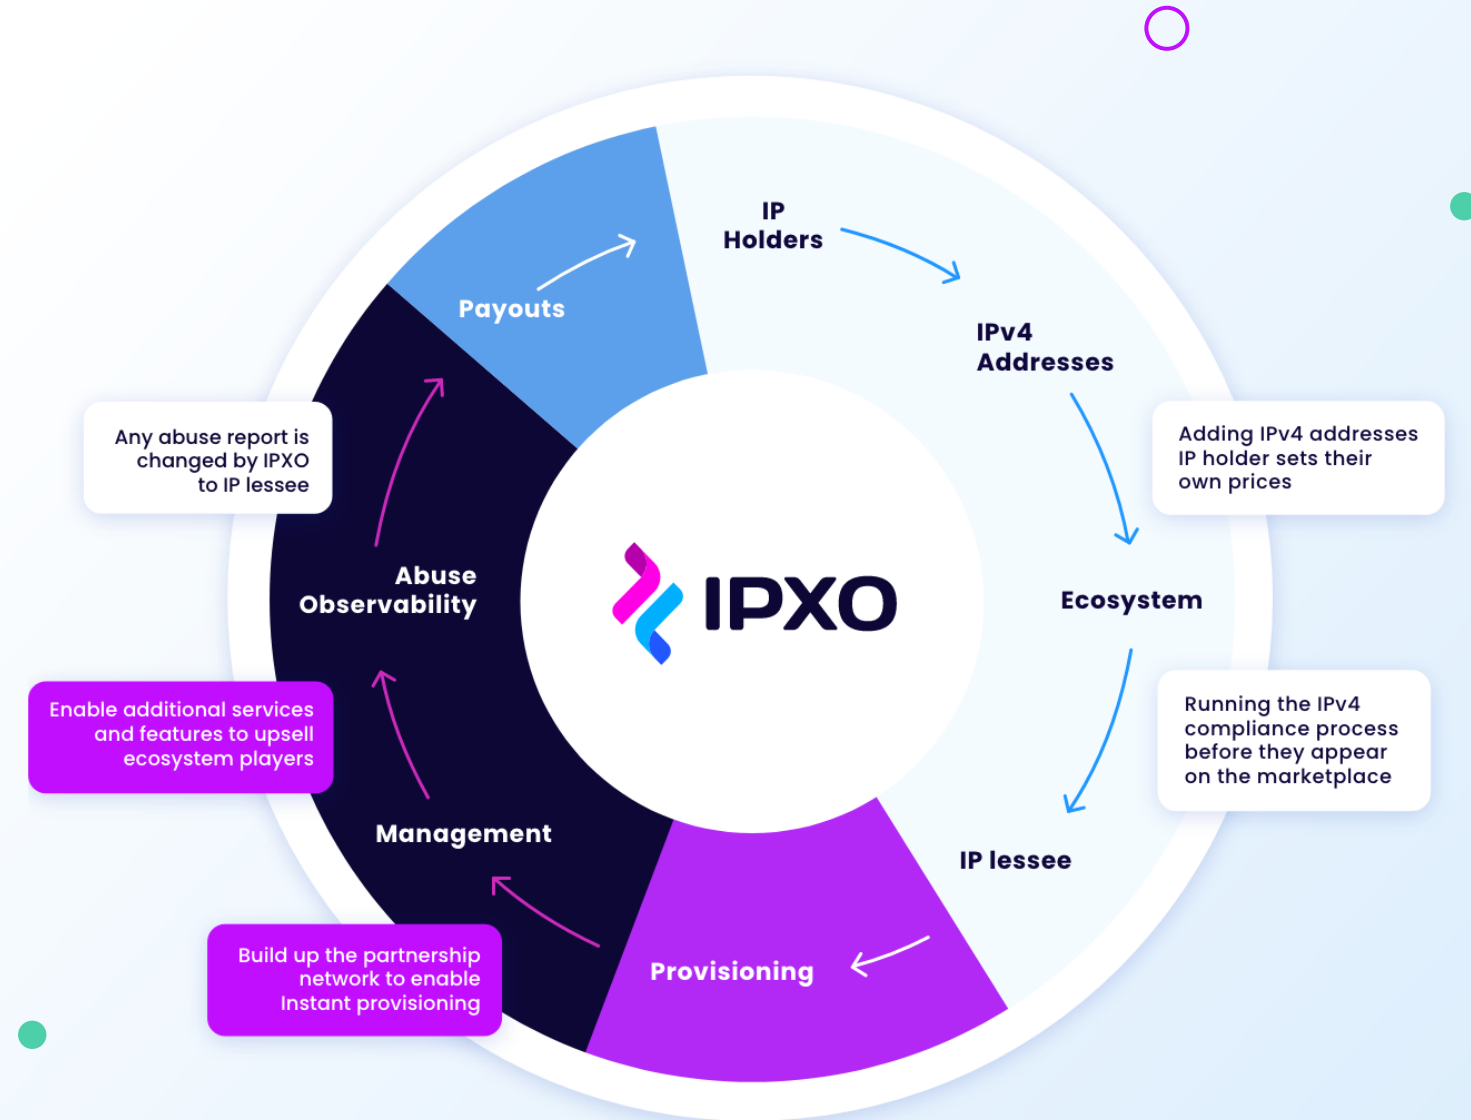 IP
Holders
IPv4
Addresses
Adding IPv4 addresses
IP holder sets their
own prices
Ecosystem
Running the IPv4
compliance process
before they appear
on the marketplace
IP lessee
Provisioning
Build up the partnership
network to enable
Instant provisioning
Management
Enable additional services
and features to upsell
ecosystem players
Abuse
Observability
Any abuse report is
changed by IPXO
to IP lessee
Payouts
IPXO